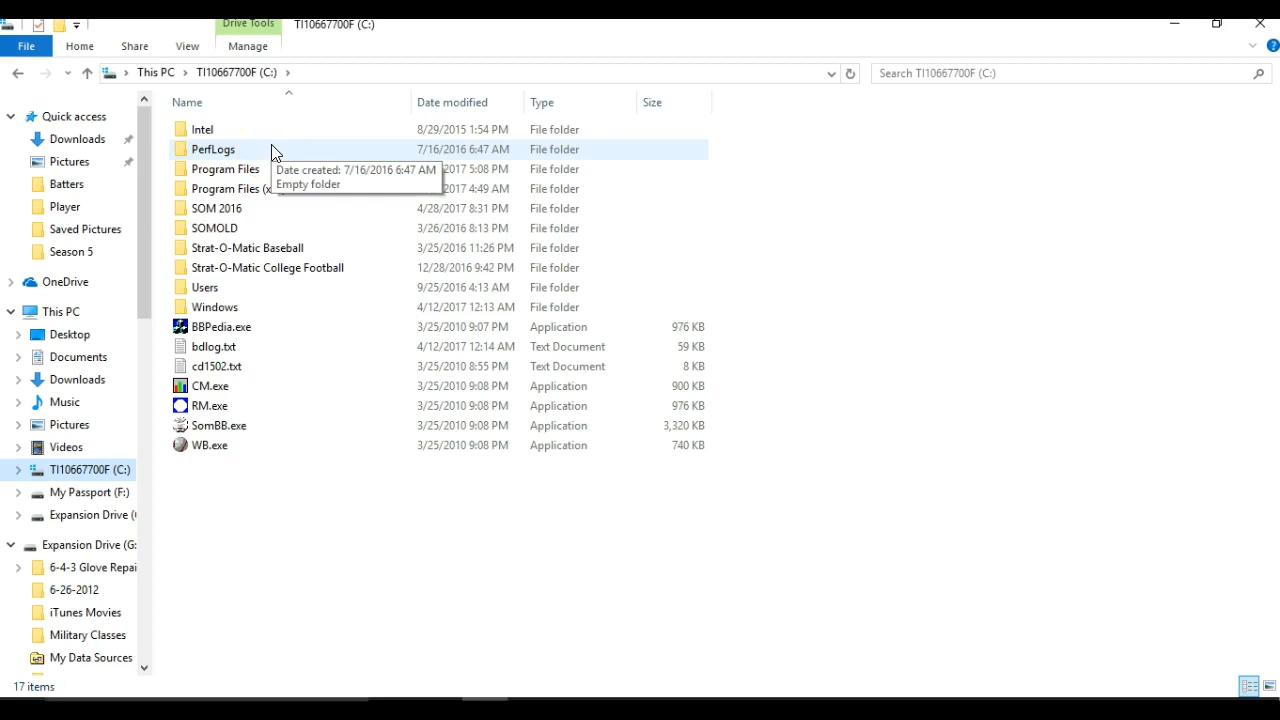 Drive Tools TI10667700F (C:)
File Home Share View Manage
This PC TI10667700F (C:) Search TI10667700F (C:)
Name Date modified Type Size
Quick access
Downloads
Pictures
Batters
Player
Saved Pictures
Season 5
OneDrive
This PC
Desktop
Documents
Downloads
Music
Pictures
Videos
TI10667700F (C:)
My Passport (F:)
Expansion Drive (
Expansion Drive (G:
6-4-3 Glove Repai
6-26-2012
iTunes Movies
Military Classes
My Data Sources
Intel 8/29/2015 1:54 PM File folder
PerfLogs 7/16/2016 6:47 AM File folder
Program Files 2017 5:08 PM File folder
Program Files (x 2017 4:49 AM File folder
Date created: 7/16/2016 6:47 AM
Empty folder
SOM 2016 4/28/2017 8:31 PM File folder
SOMOLD 3/26/2016 8:13 PM File folder
Strat-O-Matic Baseball 3/25/2016 11:26 PM File folder
Strat-O-Matic College Football 12/28/2016 9:42 PM File folder
Users 9/25/2016 4:13 AM File folder
Windows 4/12/2017 12:13 AM File folder
BBPedia.exe 3/25/2010 9:07 PM Application 976 KB
bdlog.txt 4/12/2017 12:14 AM Text Document 59 KB
cd1502.txt 3/25/2010 8:55 PM Text Document 8 KB
CM.exe 3/25/2010 9:08 PM Application 900 KB
RM.exe 3/25/2010 9:08 PM Application 976 KB
SomBB.exe 3/25/2010 9:08 PM Application 3,320 KB
WB.exe 3/25/2010 9:08 PM Application 740 KB
17 items